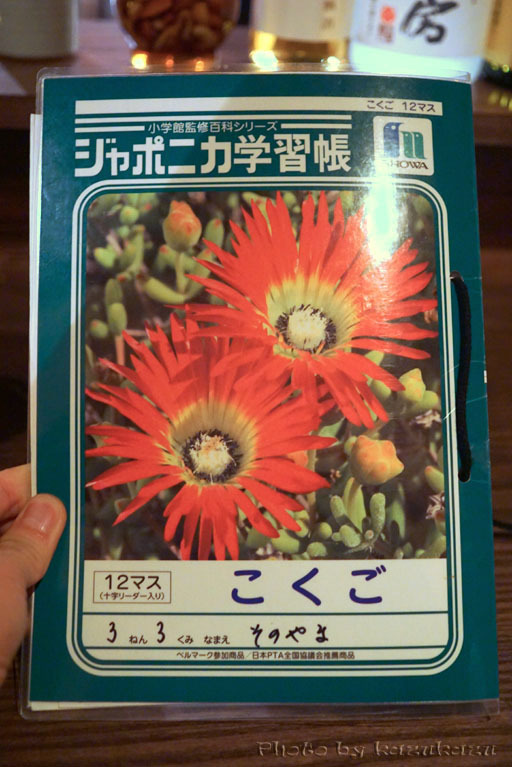 房
こくご 12マス
小学館監修百科シリーズ
ジャポニカ学習帳
SHOWA
12マス
(十字リーダー入り)
こくご
3 ねん 3 くみ なまえ そのやま
ベルマーク参加商品/日本PTA全国協議会推薦商品
Photo by kazukazu